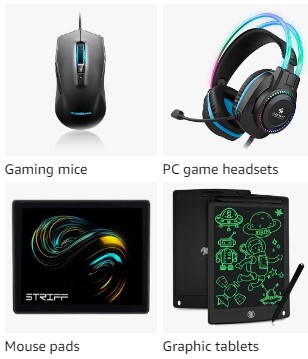 Gaming mice
PC game headsets
STRIFF
Mouse pads
Graphic tablets